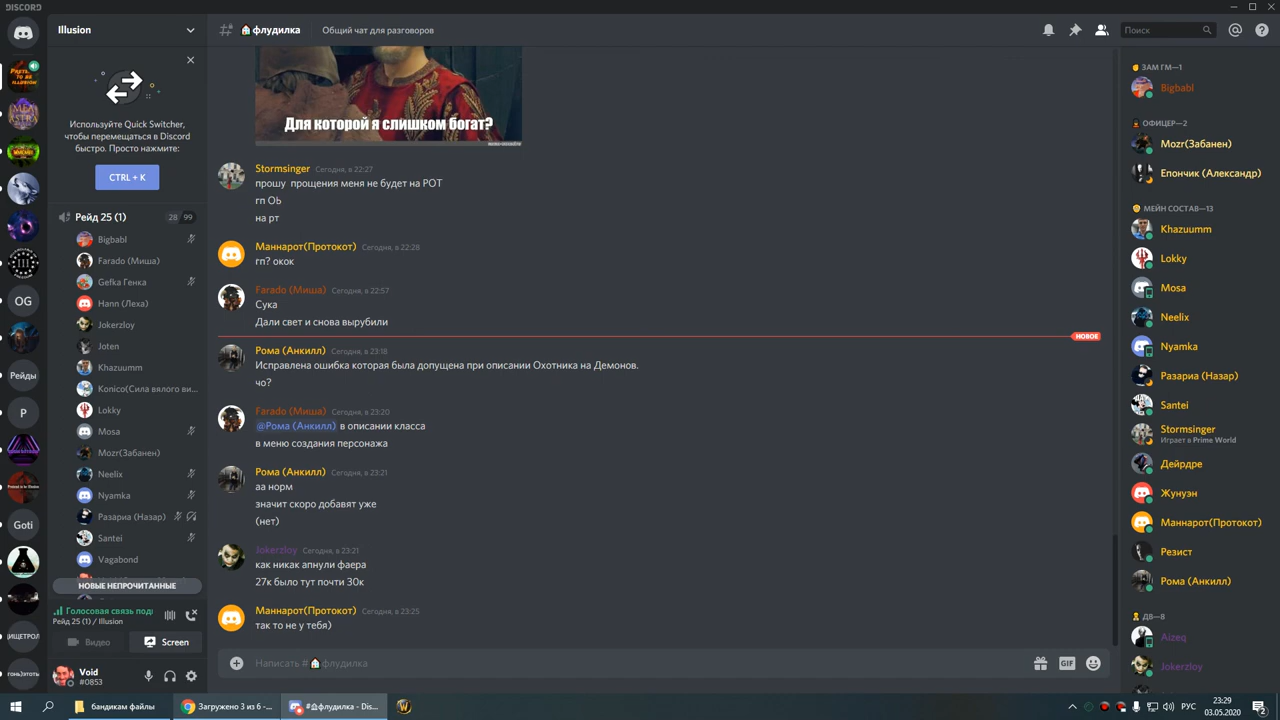 DISCORD
Illusion
флудилка
Общий чат для разговоров
Поиск
Используйте Quick Switcher,
чтобы перемещаться в Discord
быстро. Просто нажмите:
CTRL + K
Рейд 25 (1)
28 99
Bigbabl
Farado (Миша)
Gefka Генка
Hann (Леха)
Jokerzloy
Joten
Khazuumm
Konico(Сила вялого ви...
Lokky
Mosa
Mozr(Забанен)
Neelix
Nyamka
Разариа (Назар)
Santei
Vagabond
НОВЫЕ НЕПРОЧИТАННЫЕ
Голосовая связь под
Рейд 25 (1) / Illusion
Видео
Screen
Void
#0853
OG
Рейды
Р
Goti
ИЩЕТРОЛ
Для которой я слишком богат?
Stormsinger Сегодня, в 22:27
прошу прощения меня не будет на РОТ
гп ОЬ
на рт
Маннарот(Протокот) Сегодня, в 22:28
гп? окок
Farado (Миша) Сегодня, в 22:57
Сука
Дали свет и снова вырубили
НОВОЕ
Рома (Анкилл) Сегодня, в 23:18
Исправлена ошибка которая была допущена при описании Охотника на Демонов.
чо?
Farado (Миша) Сегодня, в 23:20
@Рома (Анкилл) в описании класса
в меню создания персонажа
Рома (Анкилл) Сегодня, в 23:21
аа норм
значит скоро добавят уже
(нет)
Jokerzloy Сегодня, в 23:21
как никак апнули фаера
27к было тут почти 30к
Маннарот(Протокот) Сегодня, в 23:25
так то не у тебя)
Написать #флудилка
GIF
ЗАМ ГМ—1
Bigbabl
ОФИЦЕР—2
Mozr(Забанен)
Епончик (Александр)
МЕЙН СОСТАВ—13
Khazuumm
Lokky
Mosa
Neelix
Nyamka
Разариа (Назар)
Santei
Stormsinger
Играет в Prime World
Дейрдре
Жунуэн
Маннарот(Протокот)
Резист
Рома (Анкилл)
ДВ—8
Aizeq
Jokerzloy
бандикам файлы
Загружено 3 из 6 -...
#флудилка - Dis...
РУС
23:29
03.05.2020
2